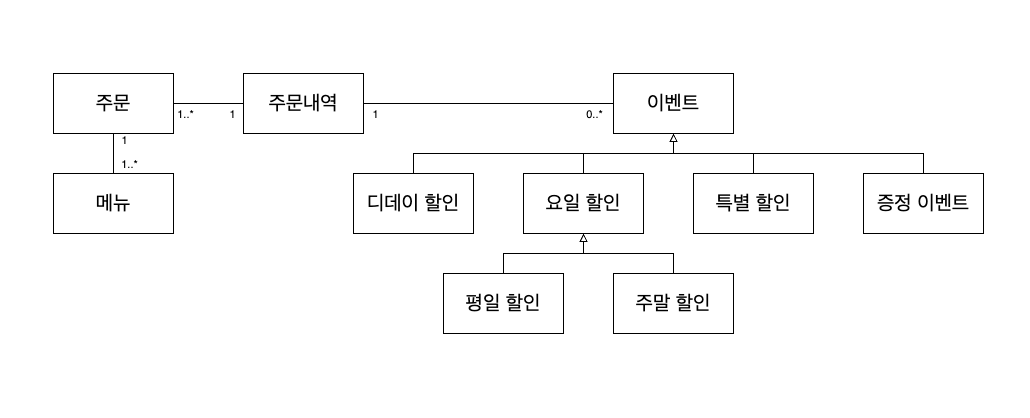 주문
주문내역
이벤트
1..*
1
1
0..*
1
1..*
메뉴
디데이 할인
요일 할인
특별 할인
증정 이벤트
평일 할인
주말 할인